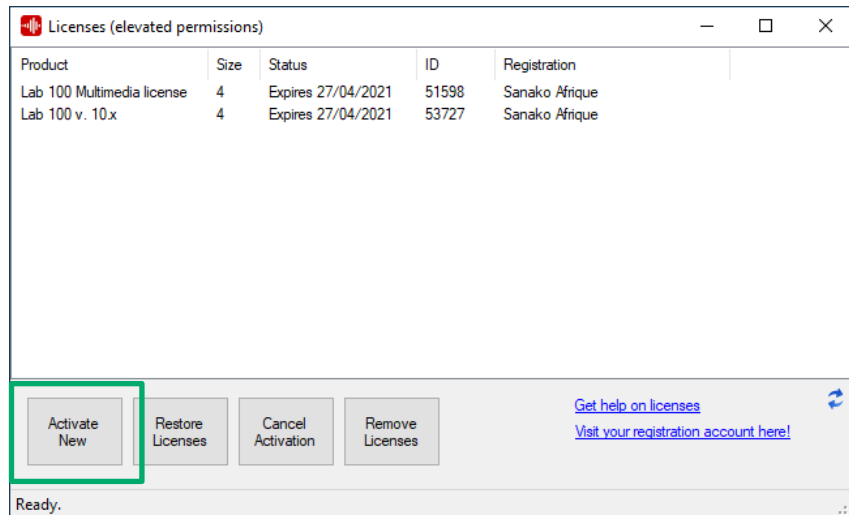 Licenses (elevated permissions)
Product Size Status ID Registration
Lab 100 Multimedia license 4 Expires 27/04/2021 51598 Sanako Afrique
Lab 100 v. 10.x 4 Expires 27/04/2021 53727 Sanako Afrique
Activate
New
Restore
Licenses
Cancel
Activation
Remove
Licenses
Get help on licenses
Visit your registration account here!
Ready.